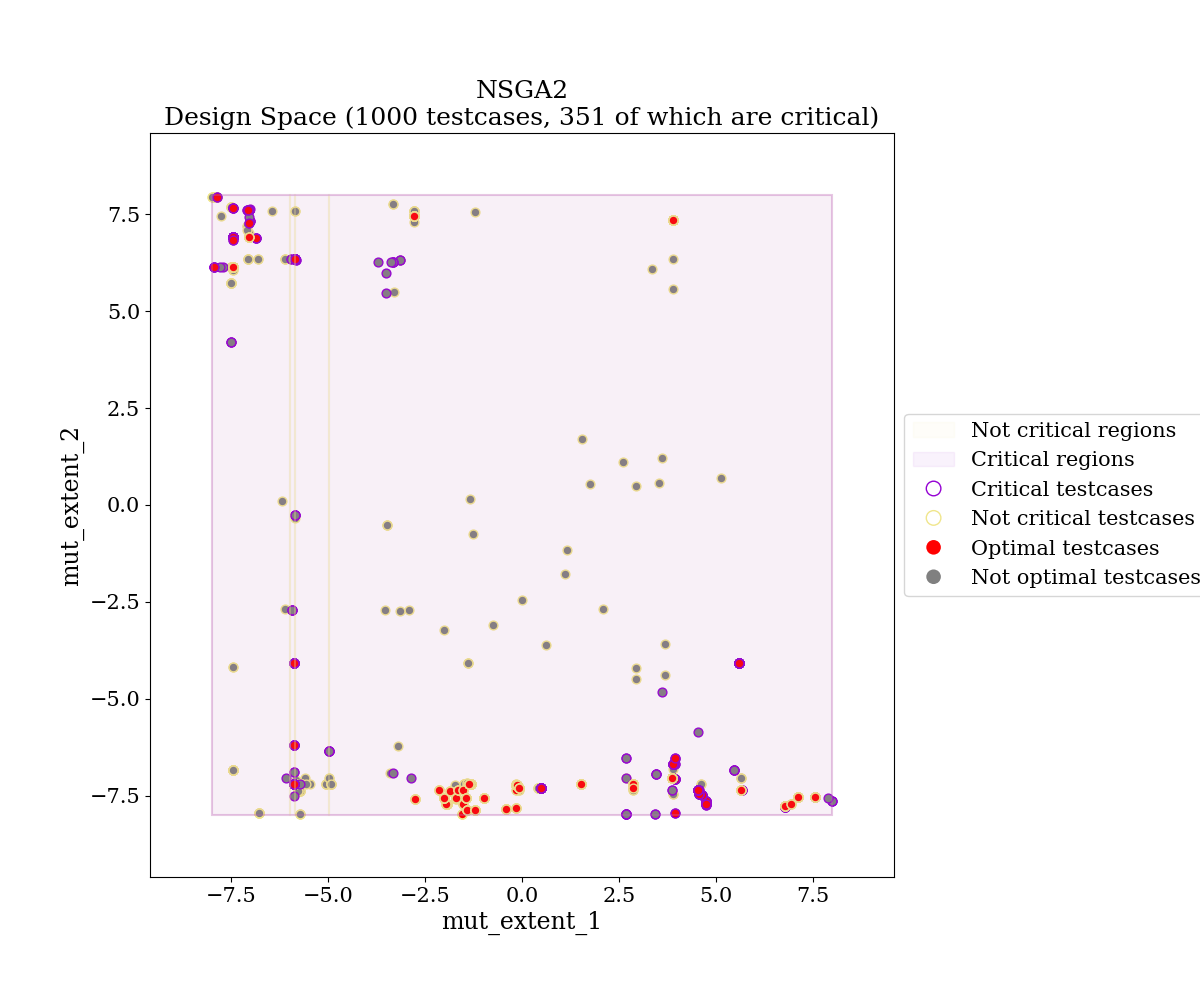 NSGA2
Design Space (1000 testcases, 351 of which are critical)
7.5
5.0
2.5
0.0
−2.5
−5.0
−7.5
mut_extent_2
−7.5
−5.0
−2.5
0.0
2.5
5.0
7.5
mut_extent_1
Not critical regions
Critical regions
Critical testcases
Not critical testcases
Optimal testcases
Not optimal testcases